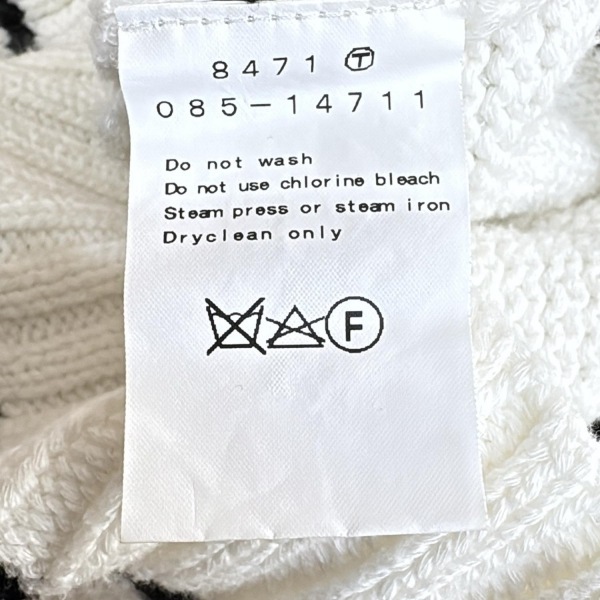 8471 Ⓣ
085-14711
Do not wash
Do not use chlorine bleach
Steam press or steam iron
Dryclean only
F